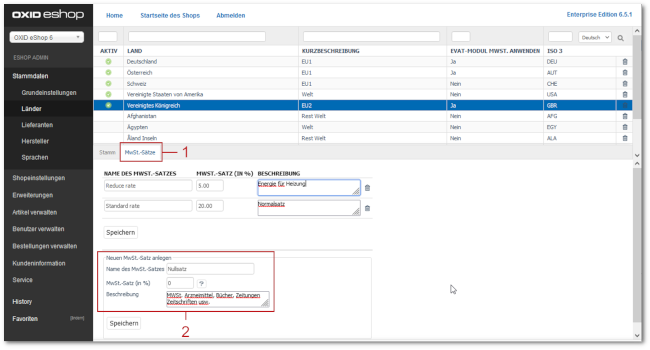 OXID eshop
Home Startseite des Shops Abmelden Enterprise Edition 6.5.1
OXID eShop 6
Deutsch
ESHOP ADMIN
AKTIV LAND KURZBESCHREIBUNG EVAT-MODUL MWST. ANWENDEN ISO 3
Stammdaten
Grundeinstellungen
Länder
Lieferanten
Hersteller
Sprachen
Shopeinstellungen
Erweiterungen
Artikel verwalten
Benutzer verwalten
Bestellungen verwalten
Kundeninformation
Service
History
Favoriten [ändern]
Deutschland EU1 Ja DEU
Österreich EU1 Ja AUT
Schweiz EU1 Nein CHE
Vereinigte Staaten von Amerika Welt Nein USA
Vereinigtes Königreich EU2 Ja GBR
Afghanistan Rest Welt Nein AFG
Ägypten Welt Nein EGY
Åland Inseln Rest Welt Nein ALA
Stamm MwSt.-Sätze 1
NAME DES MWST.-SATZES MWST.-SATZ (IN %) BESCHREIBUNG
Reduce rate 5.00 Energie für Heizung
Standard rate 20.00 Normalsatz
Speichern
Neuen MwSt-Satz anlegen
Name des MwSt-Satzes Nullsatz
MwSt-Satz (in %) 0 ?
Beschreibung MWSt. Arzneimittel, Bücher, Zeitungen
Zeitschriften usw.
Speichern 2